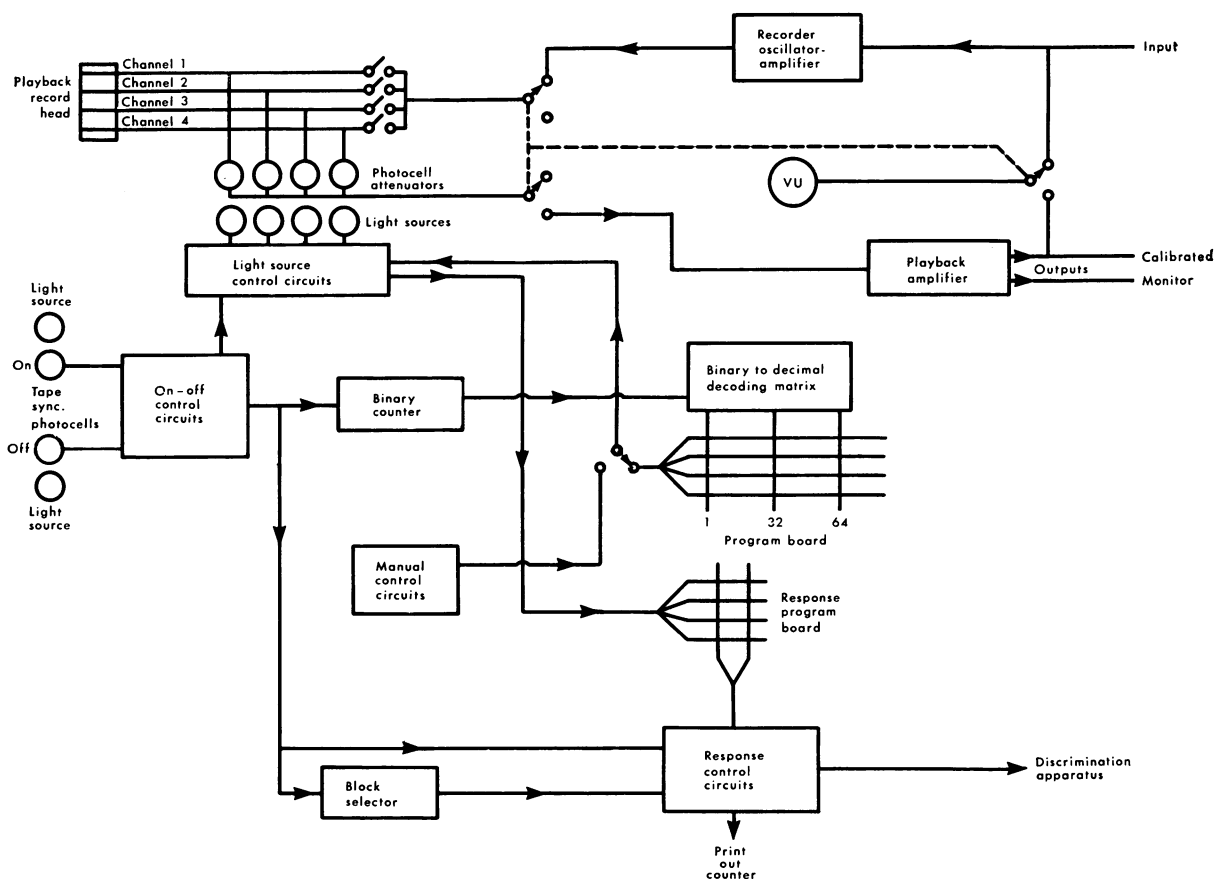 Playback
record
head
Channel 1
Channel 2
Channel 3
Channel 4
Recorder
oscillator-
amplifier
Input
Photocell
attenuators
VU
Light sources
Light source
control circuits
Playback
amplifier
Outputs
Calibrated
Monitor
Light
source
On
Tape
sync.
photocells
Off
Light
source
On-off
control
circuits
Binary
counter
Binary to decimal
decoding matrix
1 32 64
Program board
Manual
control
circuits
Response
program
board
Block
selector
Response
control
circuits
Discrimination
apparatus
Print
out
counter